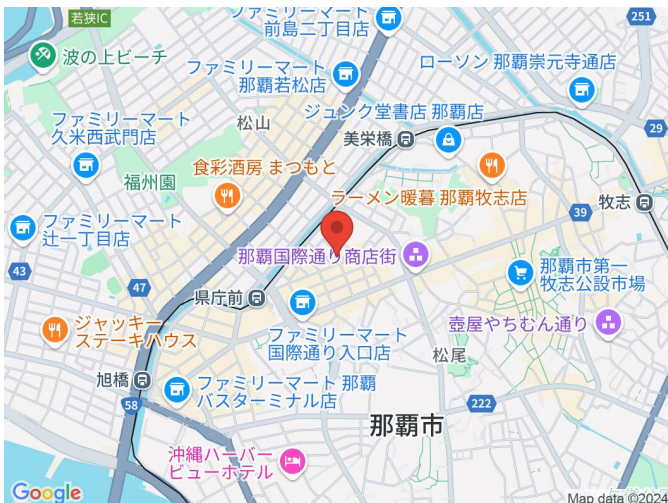 若狭IC
ファミリーマート
前島二丁目店
251
波の上ビーチ
ファミリーマート
那覇若松店
ローソン 那覇崇元寺通店
ファミリーマート
久米西武門店
松山
ジュンク堂書店 那覇店
美栄橋
29
食彩酒房 まつもと
福州園
ラーメン暖暮 那覇牧志店
牧志
39
ファミリーマート
辻一丁目店
那覇国際通り商店街
43
47
県庁前
那覇市第一
牧志公設市場
ジャッキー
ステーキハウス
ファミリーマート
国際通り入口店
壺屋やちむん通り
松尾
旭橋
58
ファミリーマート 那覇
バスターミナル店
222
那覇市
沖縄ハーバー
ビューホテル
Google
Map data ©2024